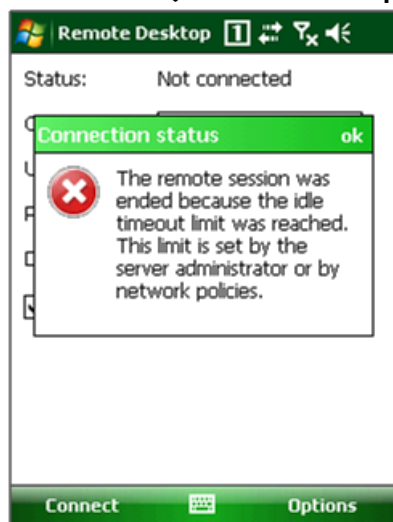 Remote Desktop 1
Status: Not connected
Connection status ok
The remote session was
ended because the idle
timeout limit was reached.
This limit is set by the
server administrator or by
network policies.
Connect Options